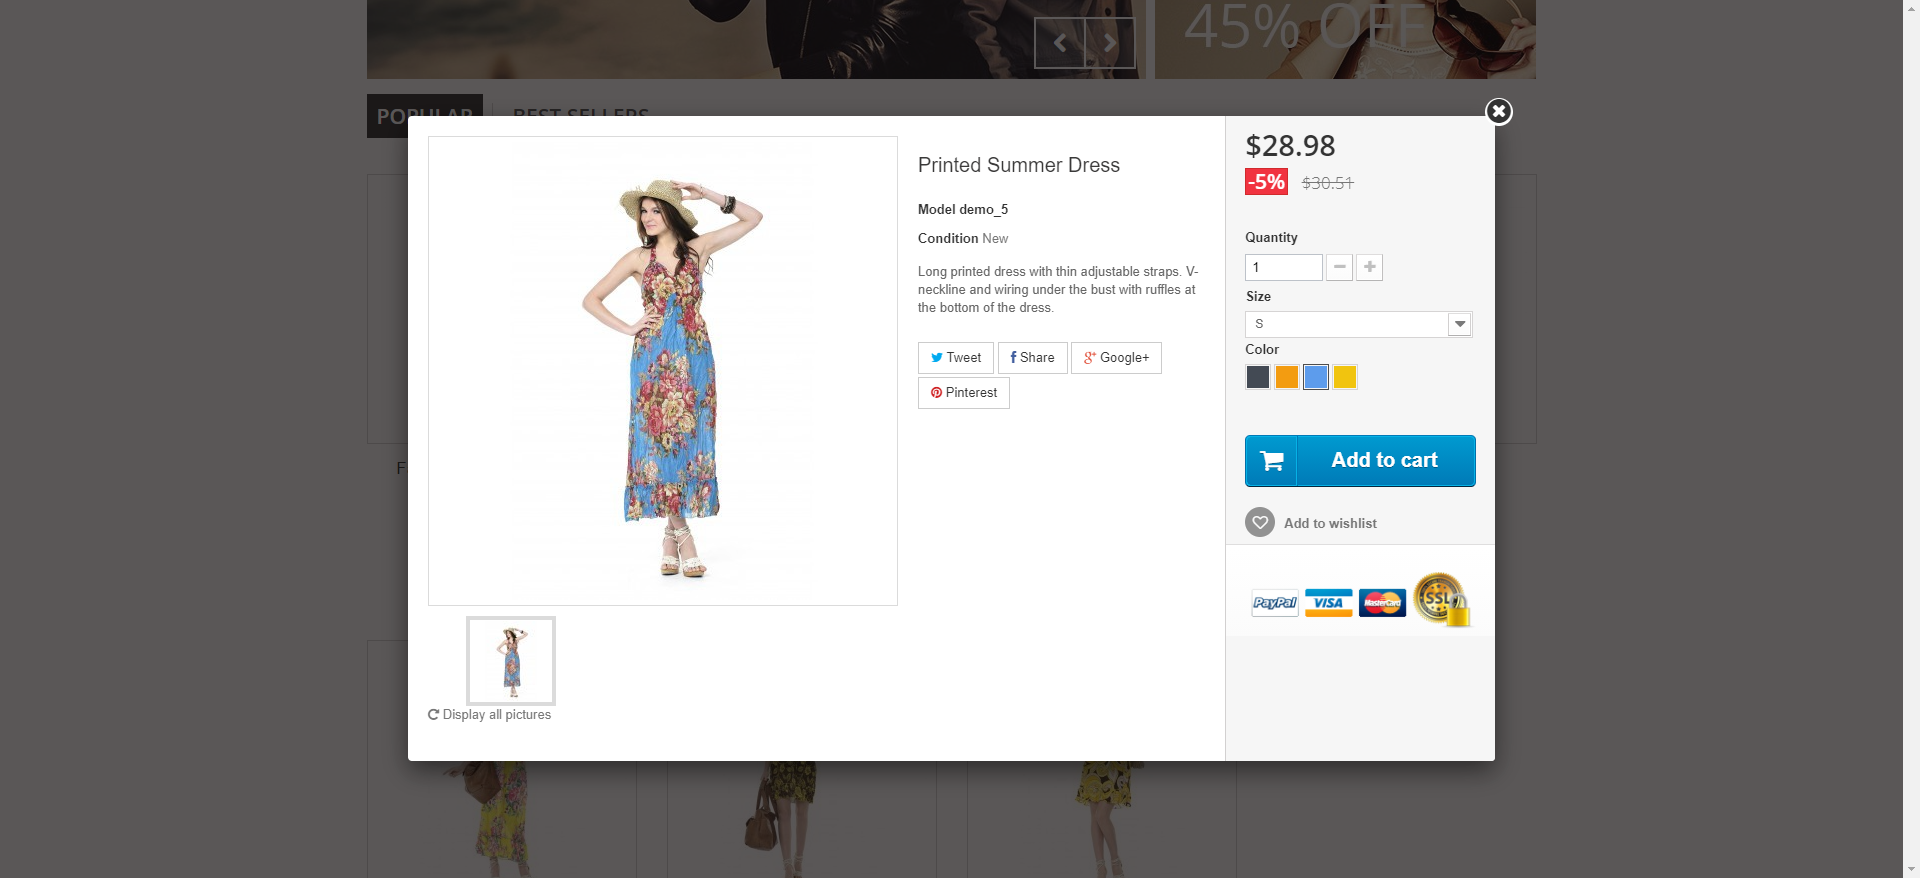 45% OFF
POPULAR
BEST SELLERS
Printed Summer Dress
Model demo_5
Condition New
Long printed dress with thin adjustable straps. V-
neckline and wiring under the bust with ruffles at
the bottom of the dress.
Tweet
Share
Google+
Pinterest
Display all pictures
$28.98
-5% $30.51
Quantity
1
Size
S
Color
Add to cart
Add to wishlist
PayPal VISA MasterCard SSL
F